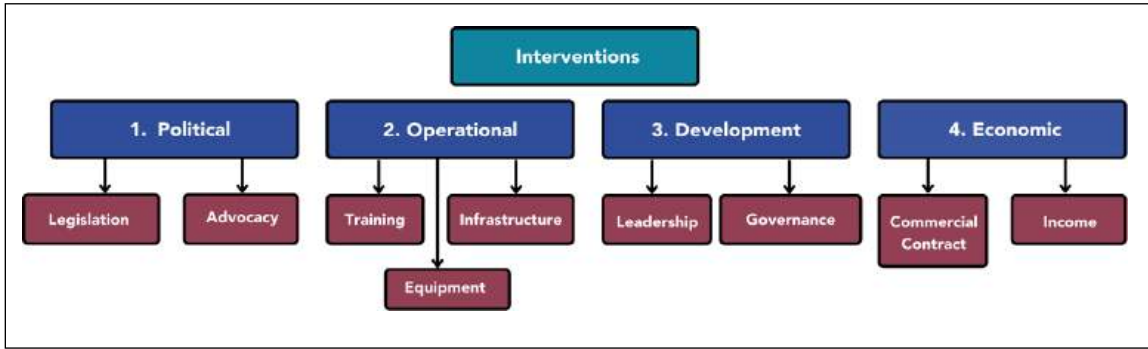 Interventions
1. Political
2. Operational
3. Development
4. Economic
Legislation
Advocacy
Training
Infrastructure
Equipment
Leadership
Governance
Commercial
Contract
Income